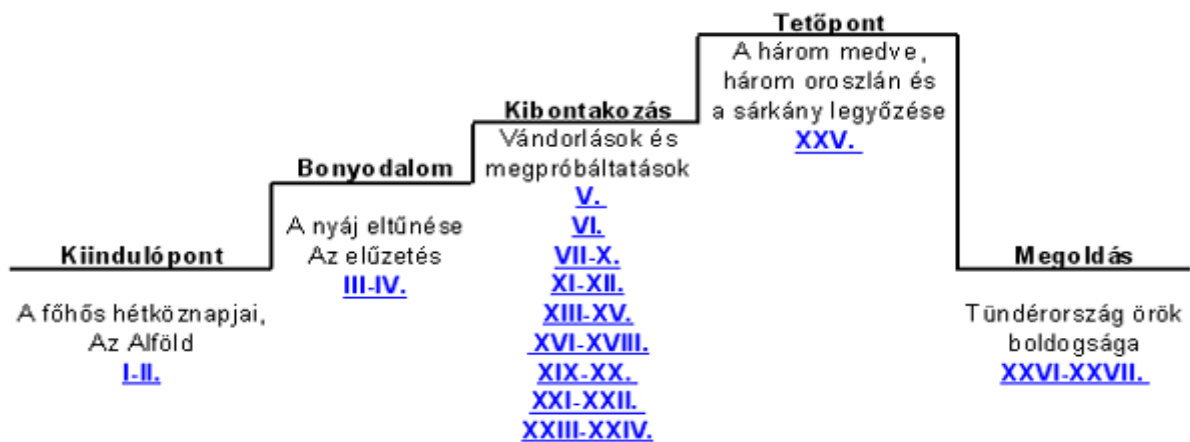 Kiindulópont
A főhős hétköznapjai,
Az Alföld
I-II.
Bonyodalom
A nyáj eltűnése
Az elűzetés
III-IV.
Kibontakozás
Vándorlások és
megpróbáltatások
V.
VI.
VII-X.
XI-XII.
XIII-XV.
XVI-XVIII.
XIX-XX.
XXI-XXII.
XXIII-XXIV.
Tetőpont
A három medve,
három oroszlán és
a sárkány legyőzése
XXV.
Megoldás
Tündérország örök
boldogsága
XXVI-XXVII.